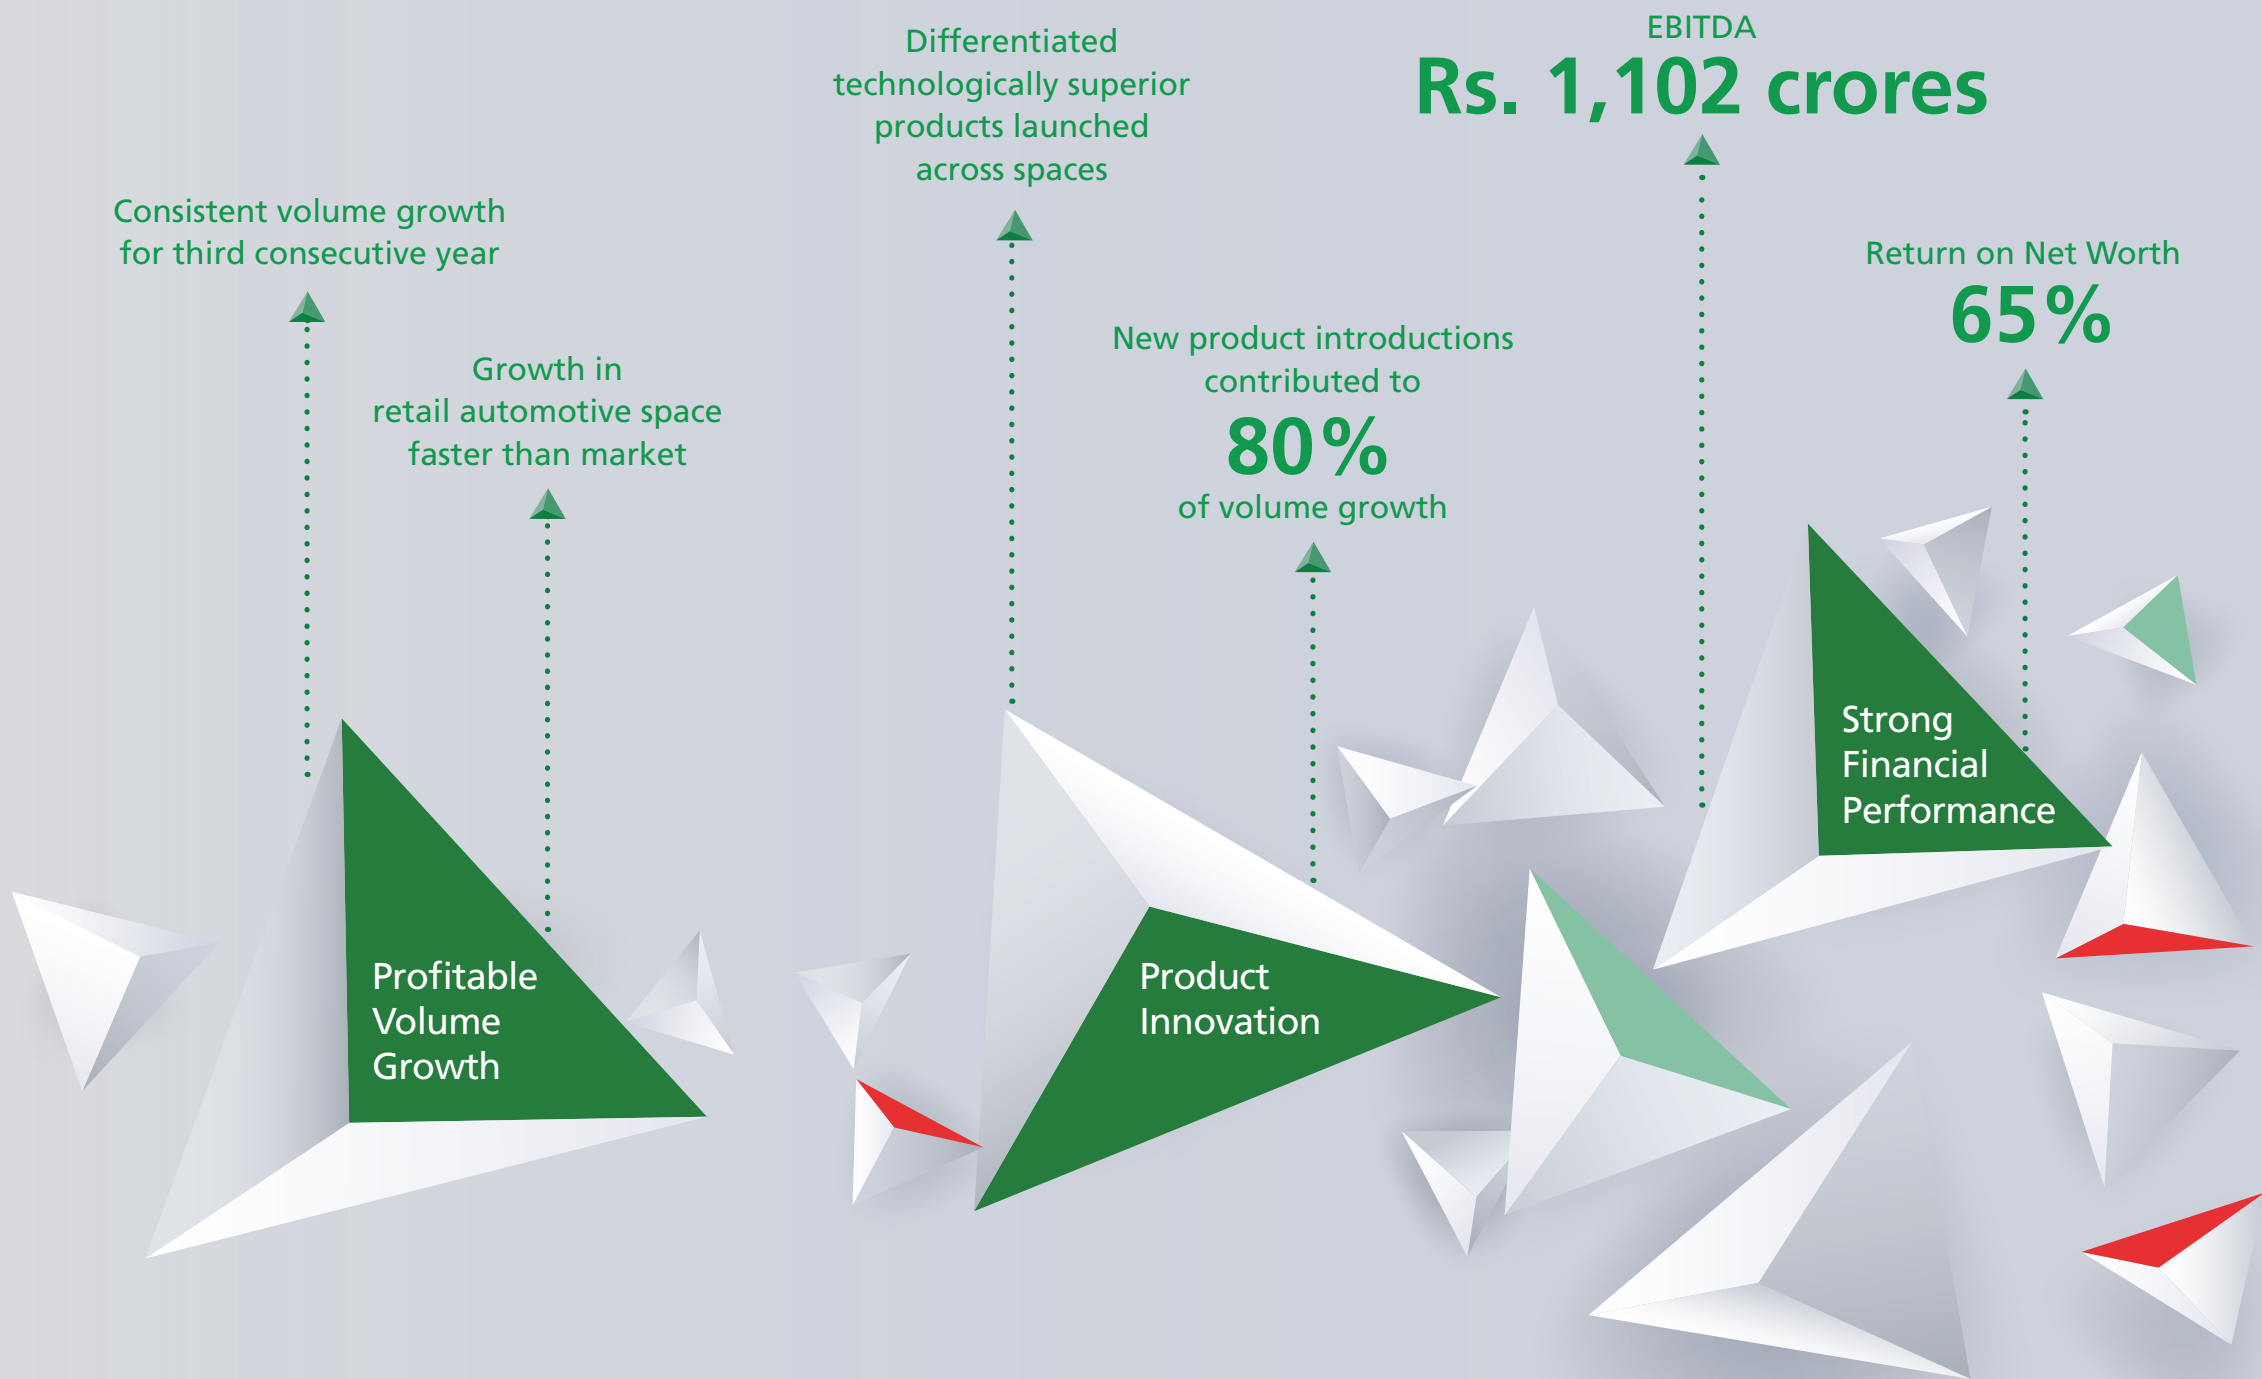 Consistent volume growth
for third consecutive year
Growth in
retail automotive space
faster than market
Profitable
Volume
Growth
Differentiated
technologically superior
products launched
across spaces
New product introductions
contributed to
80%
of volume growth
Product
Innovation
EBITDA
Rs. 1,102 crores
Return on Net Worth
65%
Strong
Financial
Performance